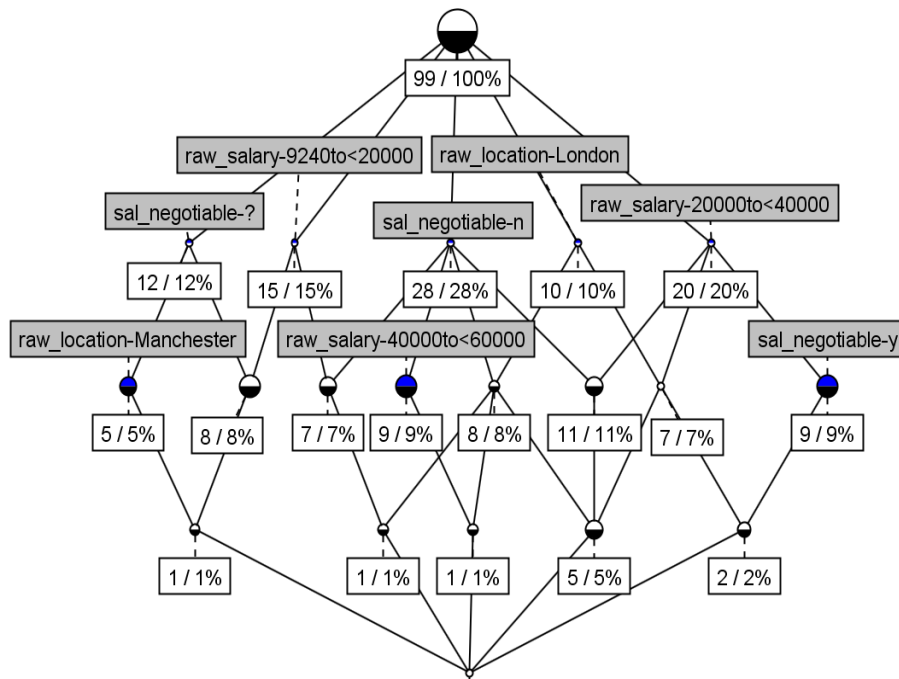 99 / 100%
raw_salary-9240to<20000
raw_location-London
sal_negotiable-?
sal_negotiable-n
raw_salary-20000to<40000
12 / 12%
15 / 15%
28 / 28%
10 / 10%
20 / 20%
raw_location-Manchester
raw_salary-40000to<60000
sal_negotiable-y
5 / 5%
8 / 8%
7 / 7%
9 / 9%
8 / 8%
11 / 11%
7 / 7%
9 / 9%
1 / 1%
1 / 1%
1 / 1%
5 / 5%
2 / 2%